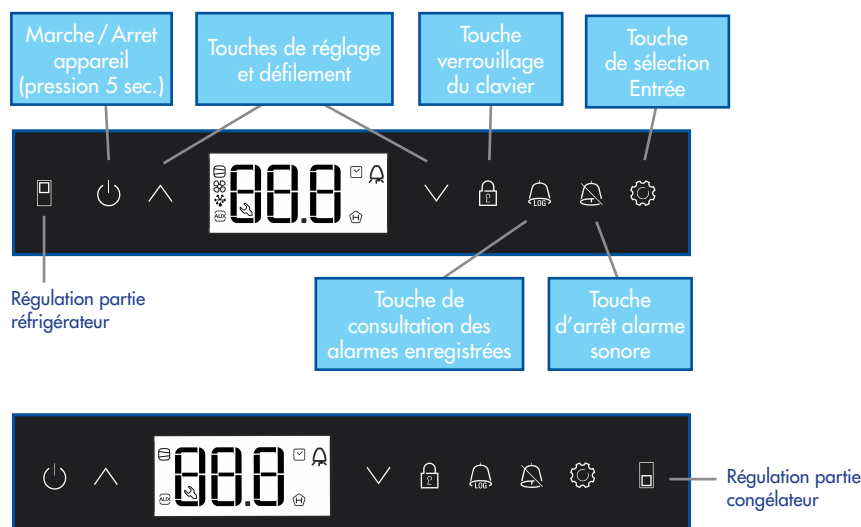 Marche / Arret
appareil
(pression 5 sec.)
Touches de réglage
et défilement
Touche
verrouillage
du clavier
Touche
de sélection
Entrée
88.8
AUX
H
LOG
Régulation partie
réfrigérateur
Touche de
consultation des
alarmes enregistrées
Touche
d'arrêt alarme
sonore
88.8
AUX
H
LOG
Régulation partie
congélateur